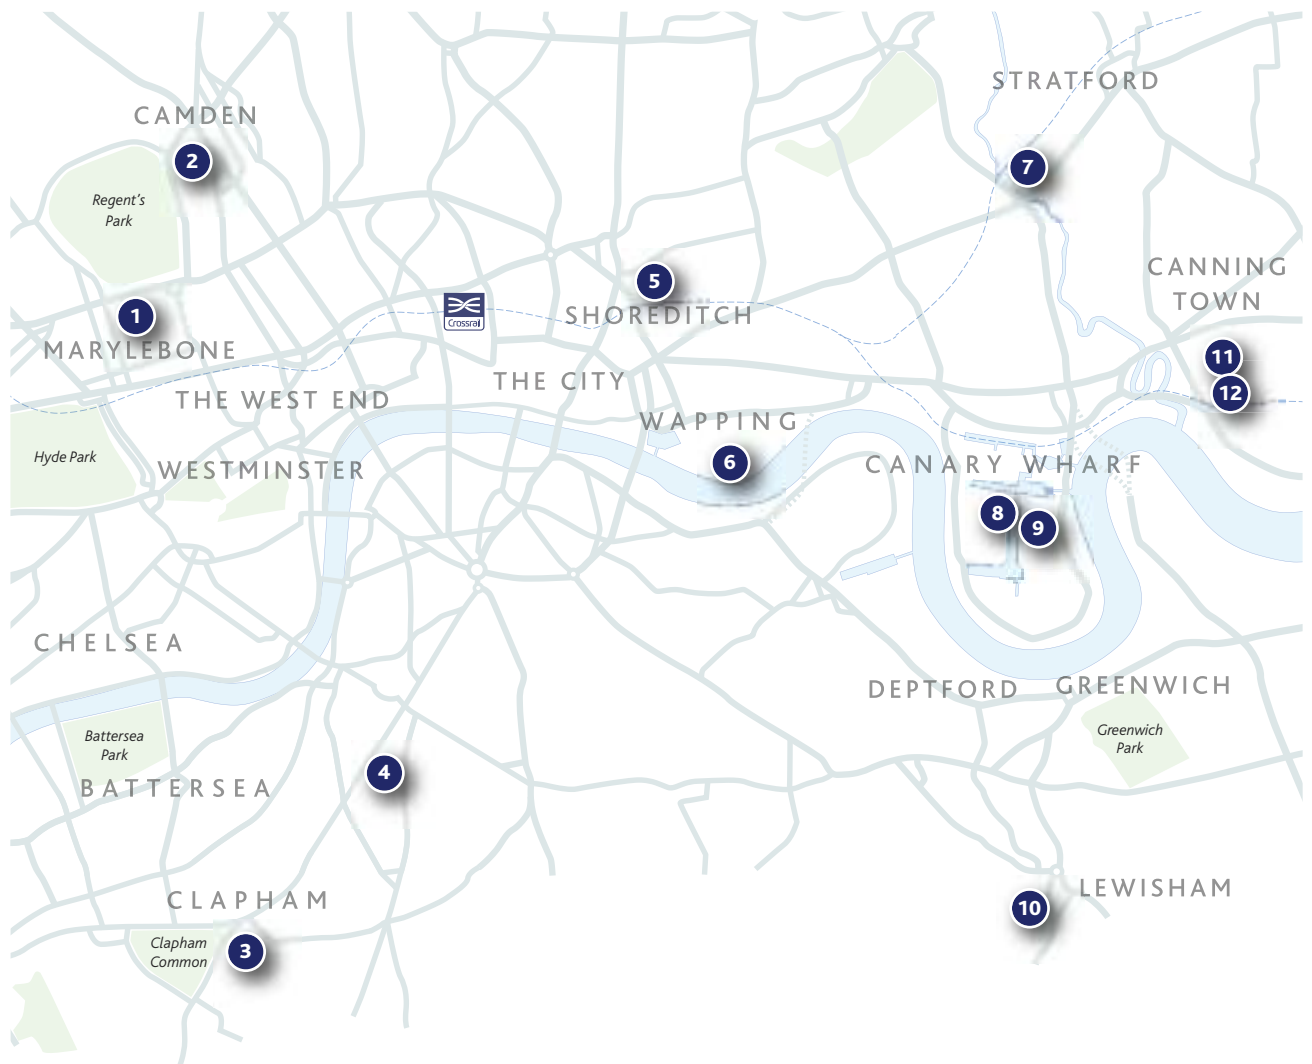 STRATFORD
CAMDEN
2
7
Regent's
Park
CANNING
TOWN
5
1
Crossrail
SHOREDITCH
MARYLEBONE
11
THE CITY
12
THE WEST END
WAPPING
Hyde Park
WESTMINSTER
6
CANARY WHARF
8
9
CHELSEA
DEPTFORD
GREENWICH
Battersea
Park
Greenwich
Park
4
BATTERSEA
LEWISHAM
CLAPHAM
10
Clapham
Common
3